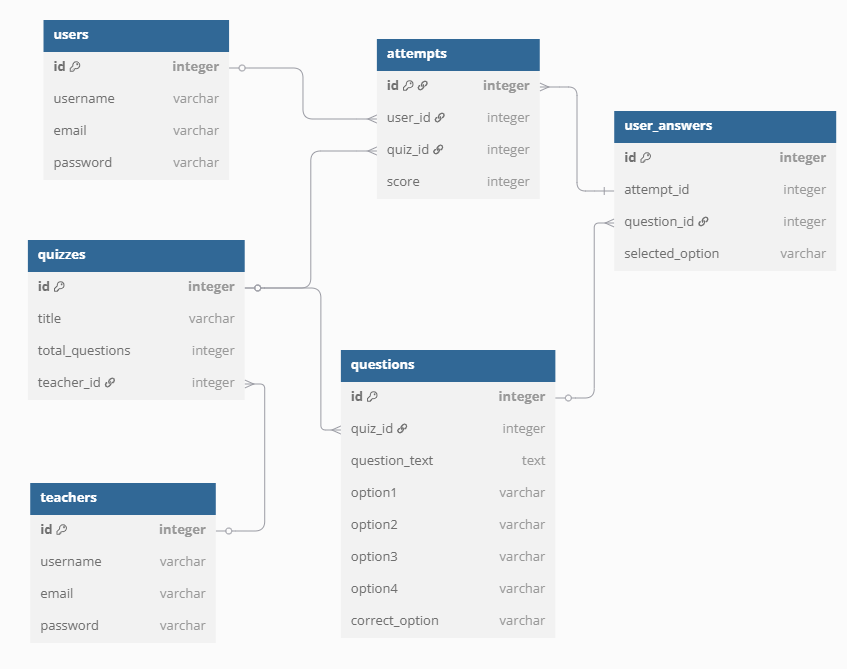 users
id integer
username varchar
email varchar
password varchar
attempts
id integer
user_id integer
quiz_id integer
score integer
user_answers
id integer
attempt_id integer
question_id integer
selected_option varchar
quizzes
id integer
title varchar
total_questions integer
teacher_id integer
questions
id integer
quiz_id integer
question_text text
option1 varchar
option2 varchar
option3 varchar
option4 varchar
correct_option varchar
teachers
id integer
username varchar
email varchar
password varchar